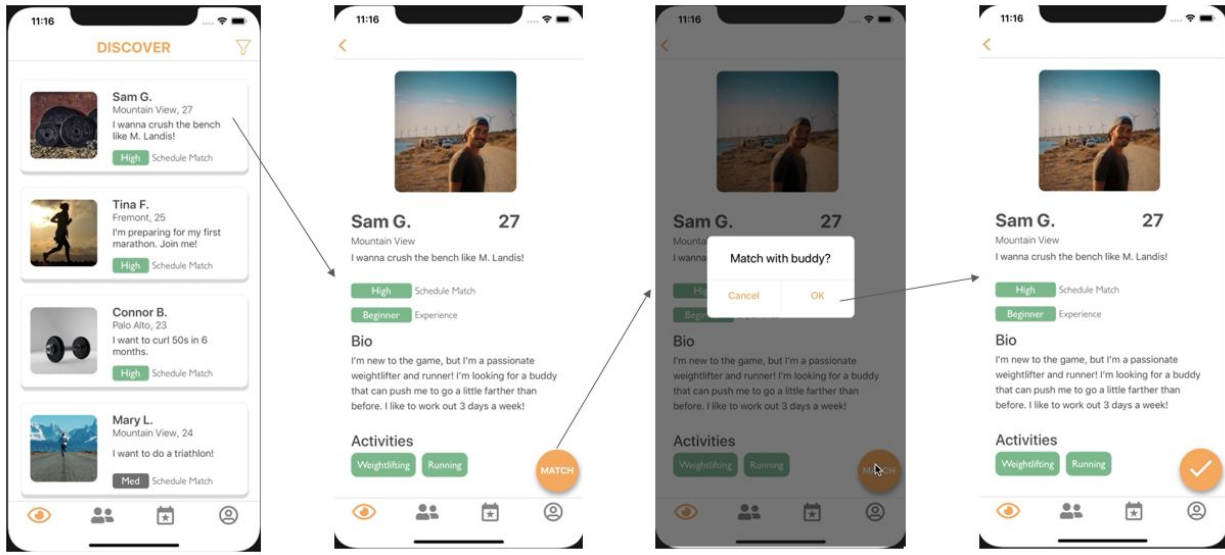 11:16
DISCOVER
Sam G.
Mountain View, 27
I wanna crush the bench
like M. Landis!
High Schedule Match
Tina F.
Fremont, 25
I'm preparing for my first
marathon. Join me!
High Schedule Match
Connor B.
Palo Alto, 23
I want to curl 50s in 6
months.
High Schedule Match
Mary L.
Mountain View, 24
I want to do a triathlon!
Med Schedule Match
11:16
Sam G. 27
Mountain View
I wanna crush the bench like M. Landis!
High Schedule Match
Beginner Experience
Bio
I'm new to the game, but I'm a passionate
weightlifter and runner! I'm looking for a buddy
that can push me to go a little farther than
before. I like to work out 3 days a week!
Activities
Weightlifting Running
MATCH
11:16
Sam G. 27
Match with buddy?
Cancel OK
Bio
I'm new to the game, but I'm a passionate
weightlifter and runner! I'm looking for a buddy
that can push me to go a little farther than
before. I like to work out 3 days a week!
Activities
Weightlifting Running
11:16
Sam G. 27
Mountain View
I wanna crush the bench like M. Landis!
High Schedule Match
Beginner Experience
Bio
I'm new to the game, but I'm a passionate
weightlifter and runner! I'm looking for a buddy
that can push me to go a little farther than
before. I like to work out 3 days a week!
Activities
Weightlifting Running